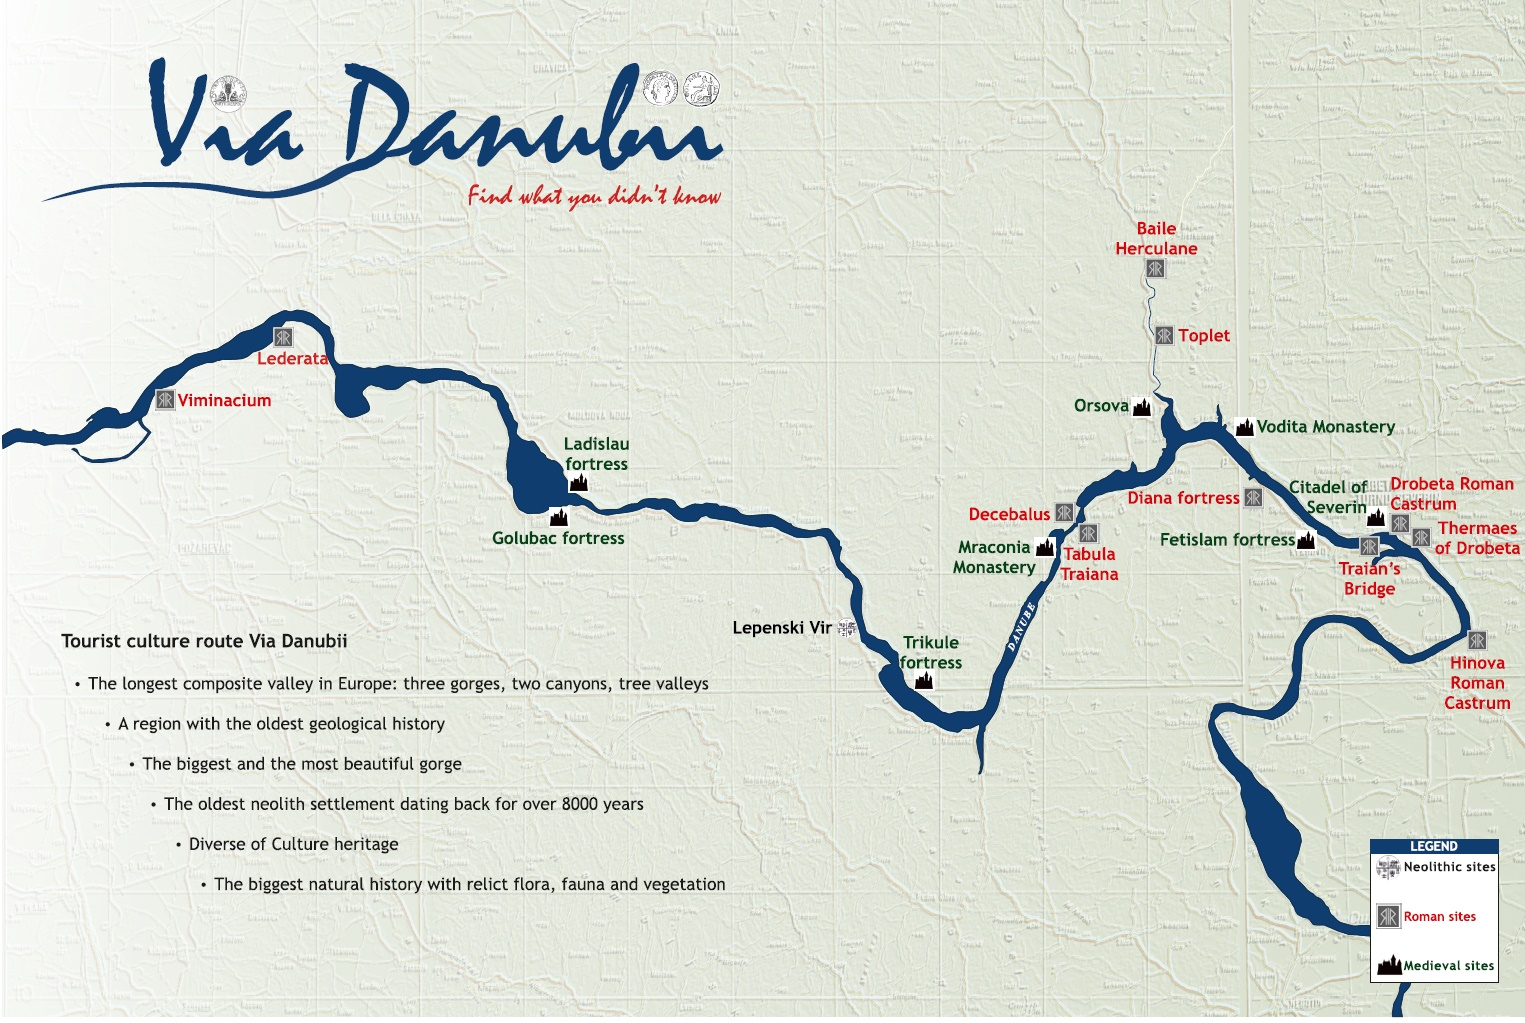 Via Danubii
Find what you didn't know
Baile
Herculane
Toplet
Lederata
Viminacium
Orsova
Vodita Monastery
Ladislau
fortress
Golubac fortress
Diana fortress
Citadel of
Severin
Drobeta Roman
Castrum
Decebalus
Thermaes
of Drobeta
Mraconia
Monastery
Tabula
Traiana
Fetislam fortress
Traian's
Bridge
DANUBE
Lepenski Vir
Trikule
fortress
Hinova
Roman
Castrum
Tourist culture route Via Danubii
• The longest composite valley in Europe: three gorges, two canyons, tree valleys
• A region with the oldest geological history
• The biggest and the most beautiful gorge
• The oldest neolith settlement dating back for over 8000 years
• Diverse of Culture heritage
• The biggest natural history with relict flora, fauna and vegetation
LEGEND
Neolithic sites
Roman sites
Medieval sites